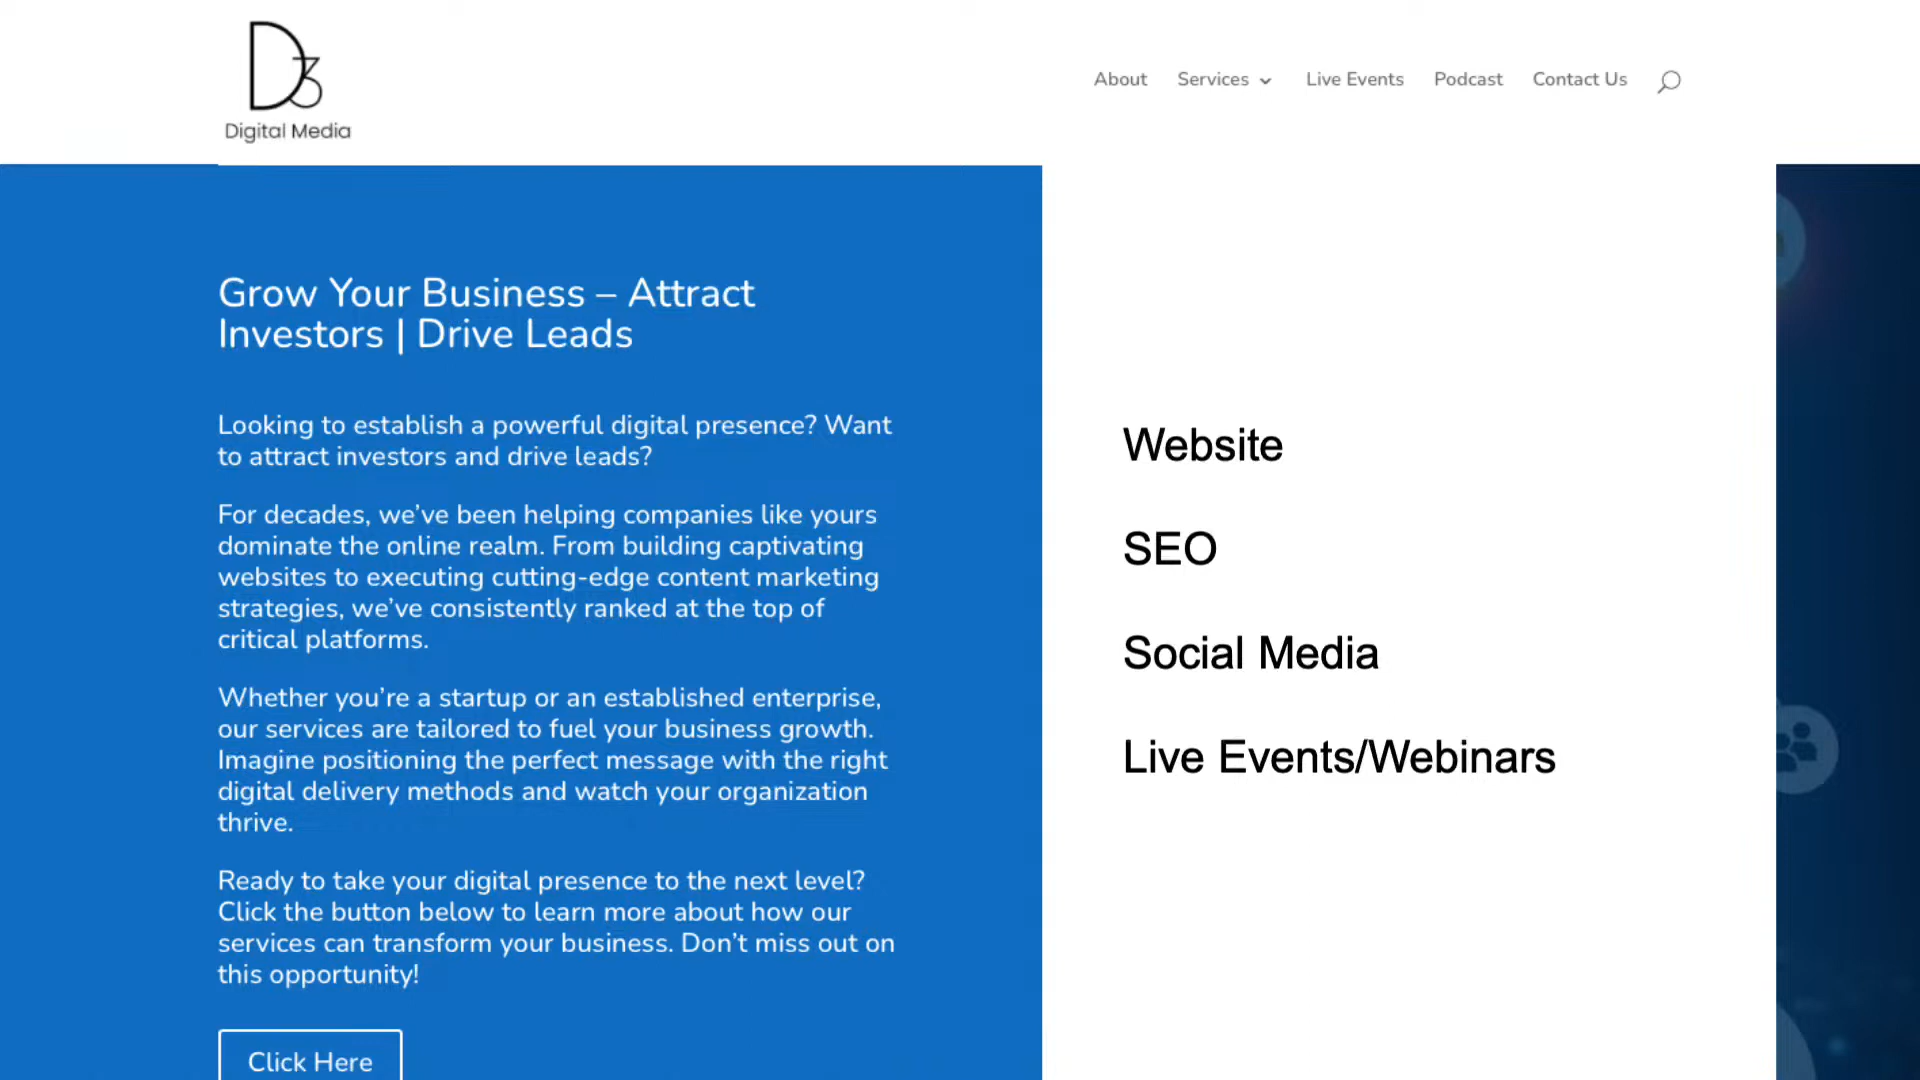 D3
Digital Media
About
Services
Live Events
Podcast
Contact Us
Grow Your Business – Attract
Investors | Drive Leads
Looking to establish a powerful digital presence? Want
to attract investors and drive leads?
For decades, we’ve been helping companies like yours
dominate the online realm. From building captivating
websites to executing cutting-edge content marketing
strategies, we’ve consistently ranked at the top of
critical platforms.
Whether you’re a startup or an established enterprise,
our services are tailored to fuel your business growth.
Imagine positioning the perfect message with the right
digital delivery methods and watch your organization
thrive.
Ready to take your digital presence to the next level?
Click the button below to learn more about how our
services can transform your business. Don’t miss out on
this opportunity!
Click Here
Website
SEO
Social Media
Live Events/Webinars